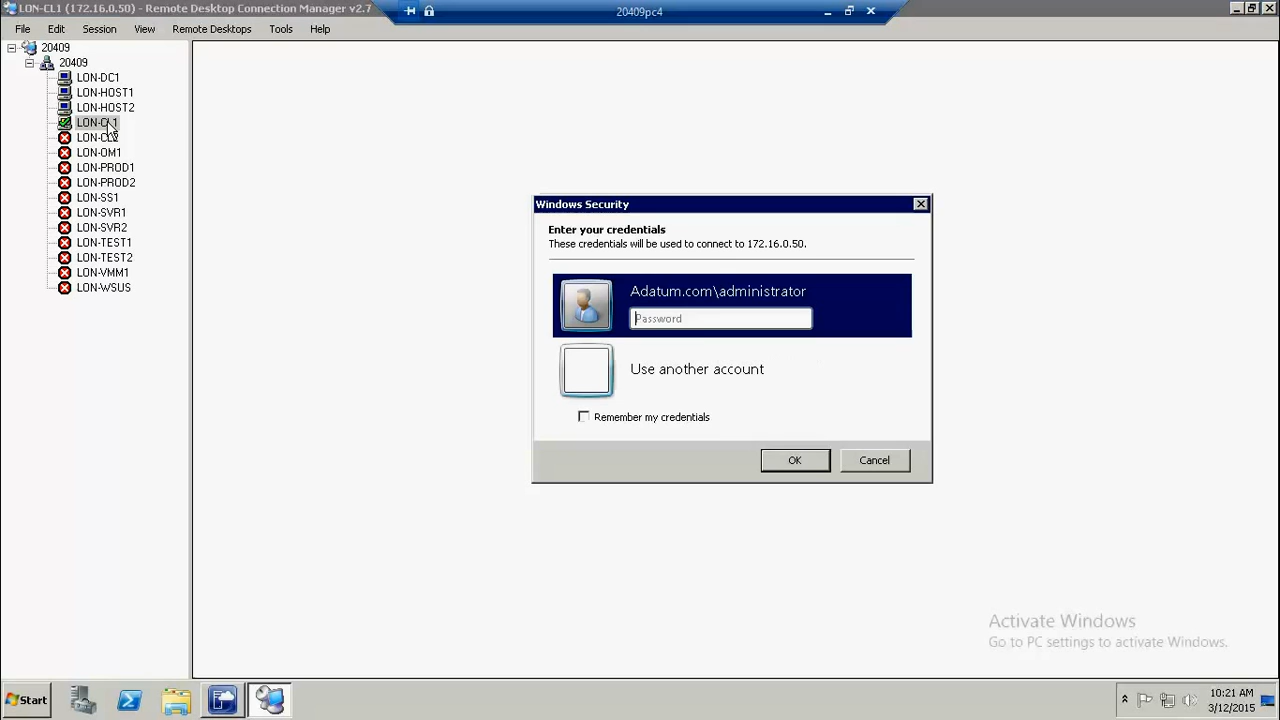 LON-CL1 (172.16.0.50) - Remote Desktop Connection Manager v2.7
20409pc4
File Edit Session View Remote Desktops Tools Help
20409
20409
LON-DC1
LON-HOST1
LON-HOST2
LON-CL1
LON-CL2
LON-OM1
LON-PROD1
LON-PROD2
LON-SS1
LON-SVR1
LON-SVR2
LON-TEST1
LON-TEST2
LON-VMM1
LON-WSUS
Windows Security
Enter your credentials
These credentials will be used to connect to 172.16.0.50.
Adatum.com\administrator
Password
Use another account
Remember my credentials
OK Cancel
Activate Windows
Go to PC settings to activate Windows.
Start
10:21 AM
3/12/2015